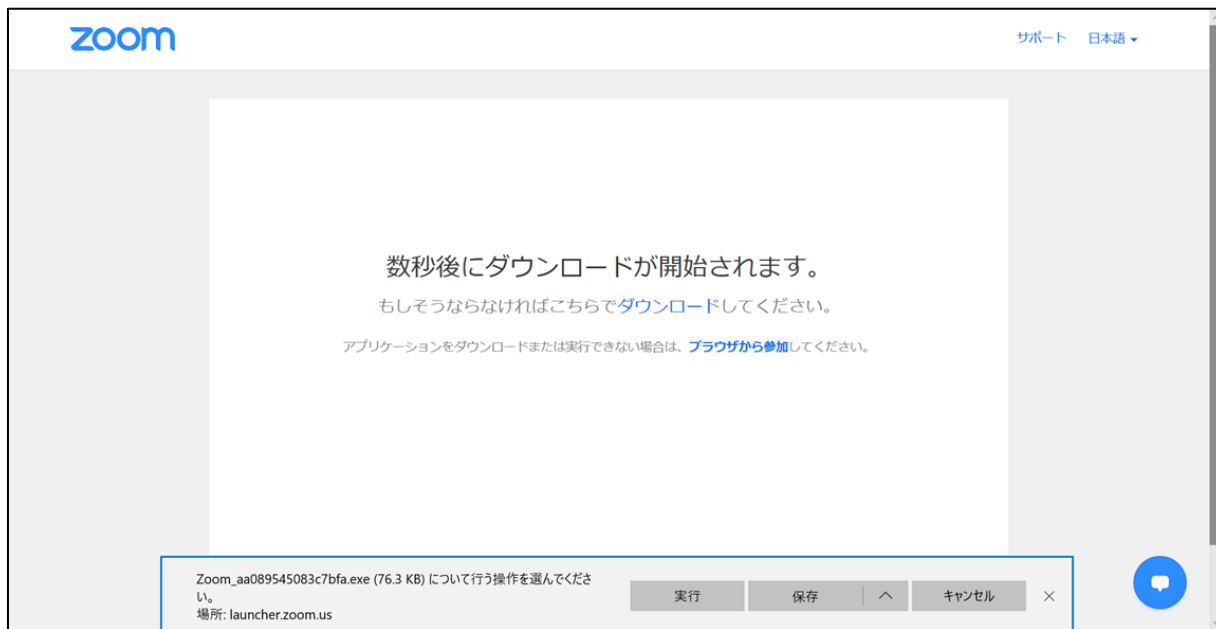 zoom
サポート 日本語
数秒後にダウンロードが開始されます。
もしそうならなければこちらでダウンロードしてください。
アプリケーションをダウンロードまたは実行できない場合は、ブラウザから参加してください。
Zoom_aa089545083c7bfa.exe (76.3 KB) について行う操作を選んでくださ
い。
場所: launcher.zoom.us
実行 保存 キャンセル